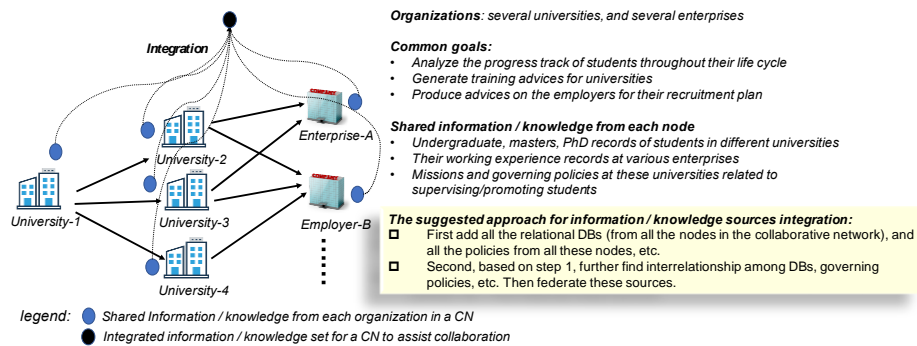 Integration
University-1
University-2
University-3
University-4
Enterprise-A
Employer-B
Organizations: several universities, and several enterprises
Common goals:
• Analyze the progress track of students throughout their life cycle
• Generate training advices for universities
• Produce advices on the employers for their recruitment plan
Shared information / knowledge from each node
• Undergraduate, masters, PhD records of students in different universities
• Their working experience records at various enterprises
• Missions and governing policies at these universities related to
supervising/promoting students
The suggested approach for information / knowledge sources integration:
First add all the relational DBs (from all the nodes in the collaborative network), and
all the policies from all these nodes, etc.
Second, based on step 1, further find interrelationship among DBs, governing
policies, etc. Then federate these sources.
legend:
Shared Information / knowledge from each organization in a CN
Integrated information / knowledge set for a CN to assist collaboration